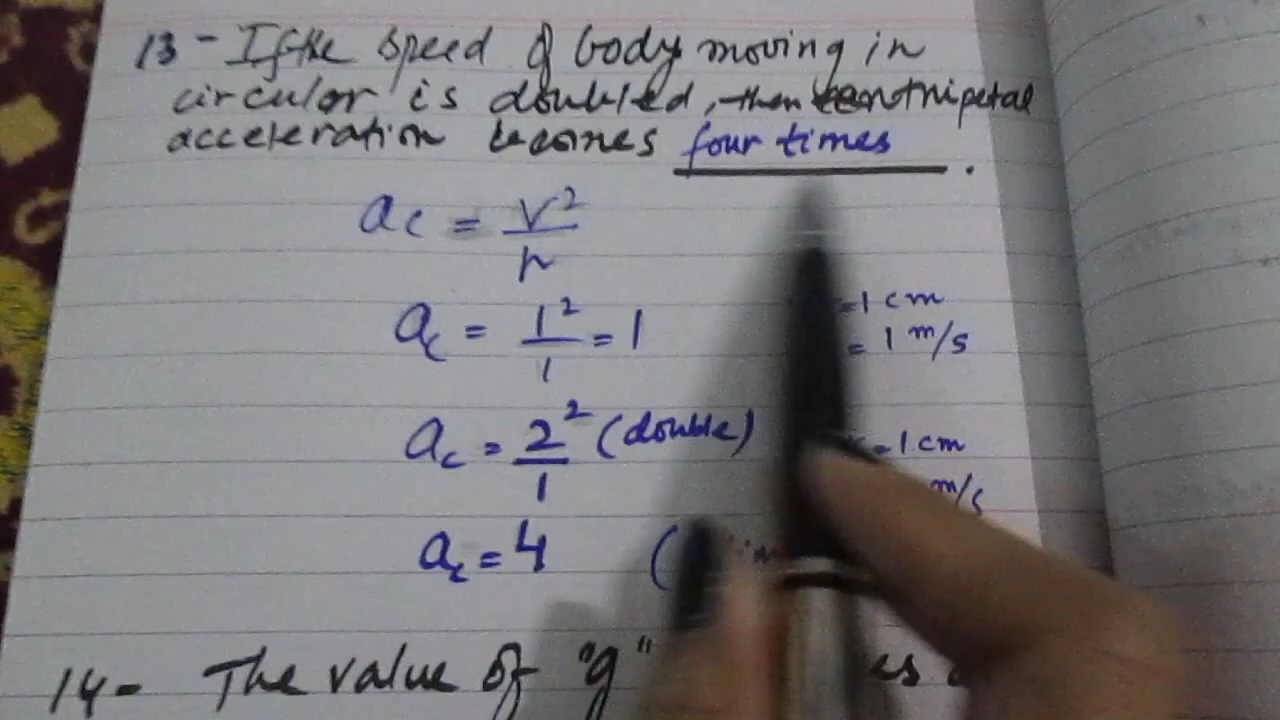 13 - If the speed of body moving in
circular is doubled, then centripetal
acceleration becomes four times .
ac = v²/r
ac = 1²/1 = 1 = 1 cm
= 1 m/s
ac = 2²/1 (double) = 1 cm
m/s
ac = 4 (
14 - The value of "g"